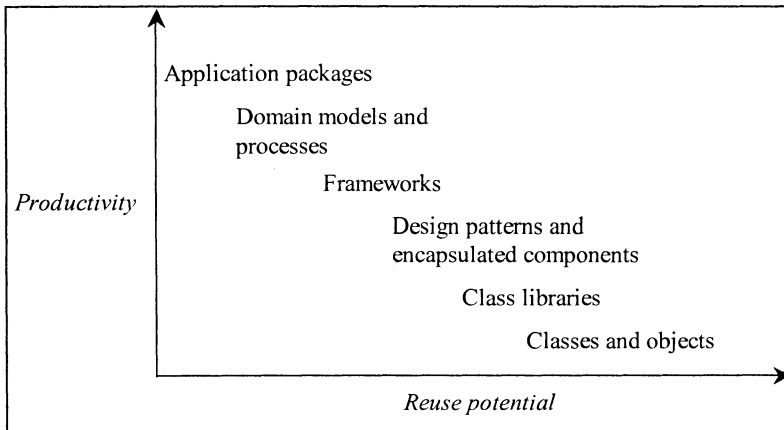 Application packages
Domain models and
processes
Frameworks
Productivity
Design patterns and
encapsulated components
Class libraries
Classes and objects
Reuse potential